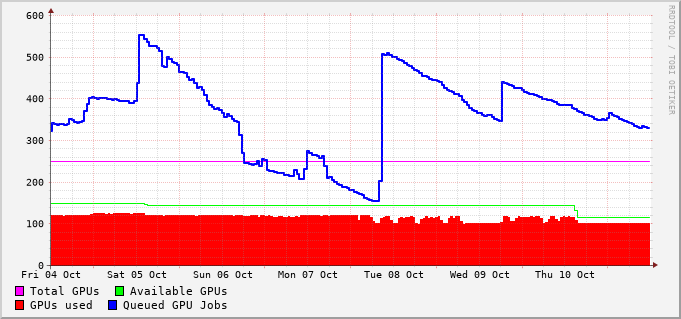 600
500
400
300
200
100
0
Fri 04 Oct Sat 05 Oct Sun 06 Oct Mon 07 Oct Tue 08 Oct Wed 09 Oct Thu 10 Oct
Total GPUs Available GPUs
GPUs used Queued GPU Jobs
RRDTOOL / TOBI OETIKER